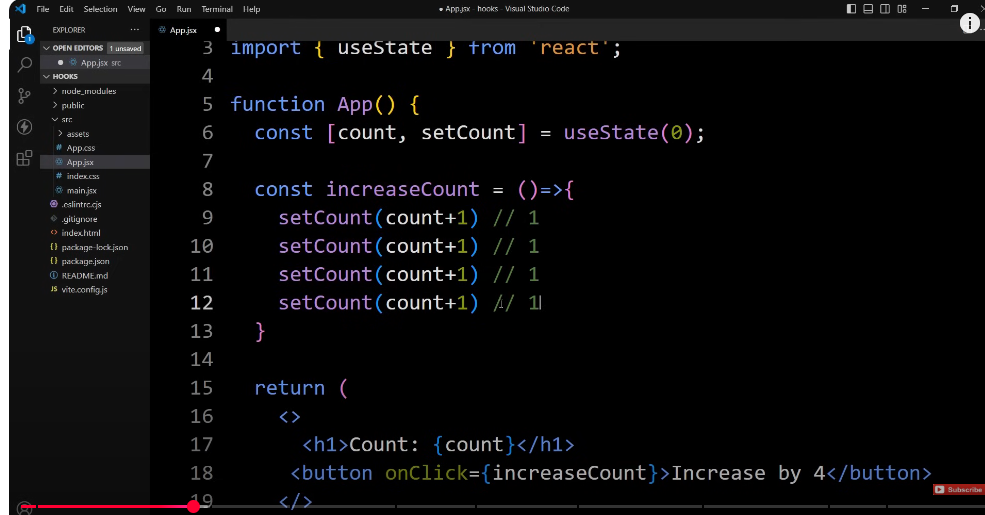 File Edit Selection View Go Run Terminal Help
● App.jsx - hooks - Visual Studio Code
EXPLORER ...
OPEN EDITORS 1 unsaved
● App.jsx src
HOOKS
node_modules
public
src
assets
# App.css
App.jsx
# index.css
main.jsx
.eslintrc.cjs
.gitignore
<> index.html
{} package-lock.json
{} package.json
README.md
JS vite.config.js
1
App.jsx ●
3 import { useState } from 'react';
4
5 function App() {
6 const [count, setCount] = useState(0);
7
8 const increaseCount = ()=>{
9 setCount(count+1) // 1
10 setCount(count+1) // 1
11 setCount(count+1) // 1
12 setCount(count+1) // 1
13 }
14
15 return (
16 <>
17 <h1>Count: {count}</h1>
18 <button onClick={increaseCount}>Increase by 4</button>
19 </>
Subscribe